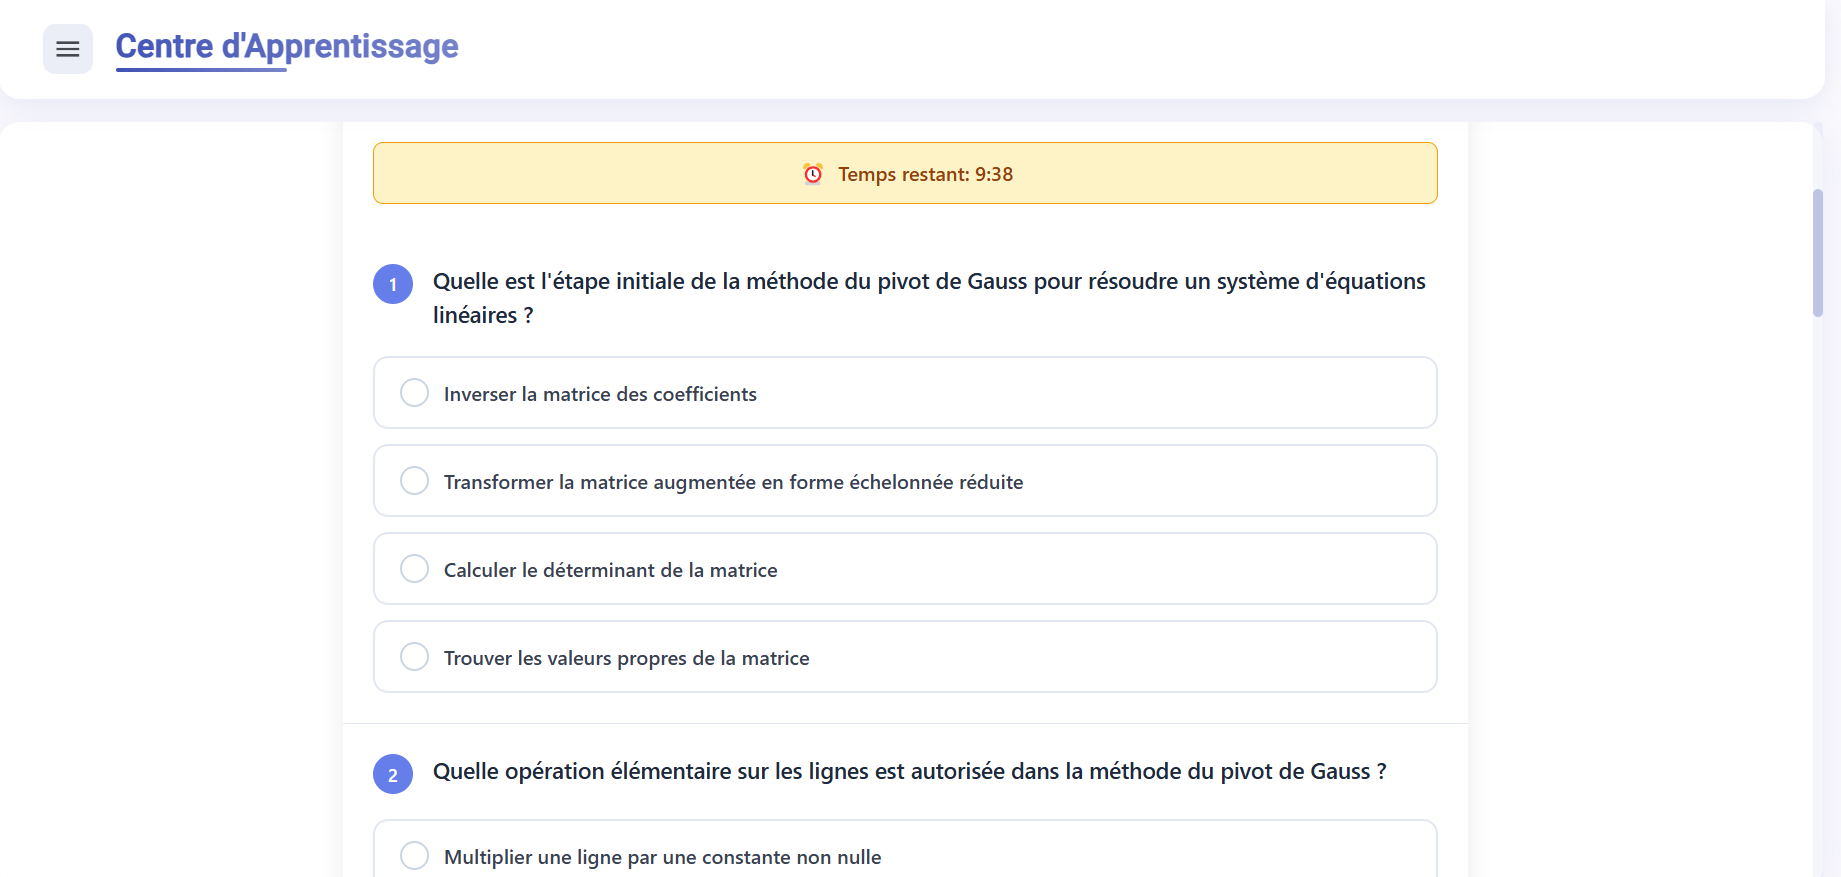 Centre d'Apprentissage
Temps restant: 9:38
1
Quelle est l'étape initiale de la méthode du pivot de Gauss pour résoudre un système d'équations
linéaires ?
Inverser la matrice des coefficients
Transformer la matrice augmentée en forme échelonnée réduite
Calculer le déterminant de la matrice
Trouver les valeurs propres de la matrice
2
Quelle opération élémentaire sur les lignes est autorisée dans la méthode du pivot de Gauss ?
Multiplier une ligne par une constante non nulle